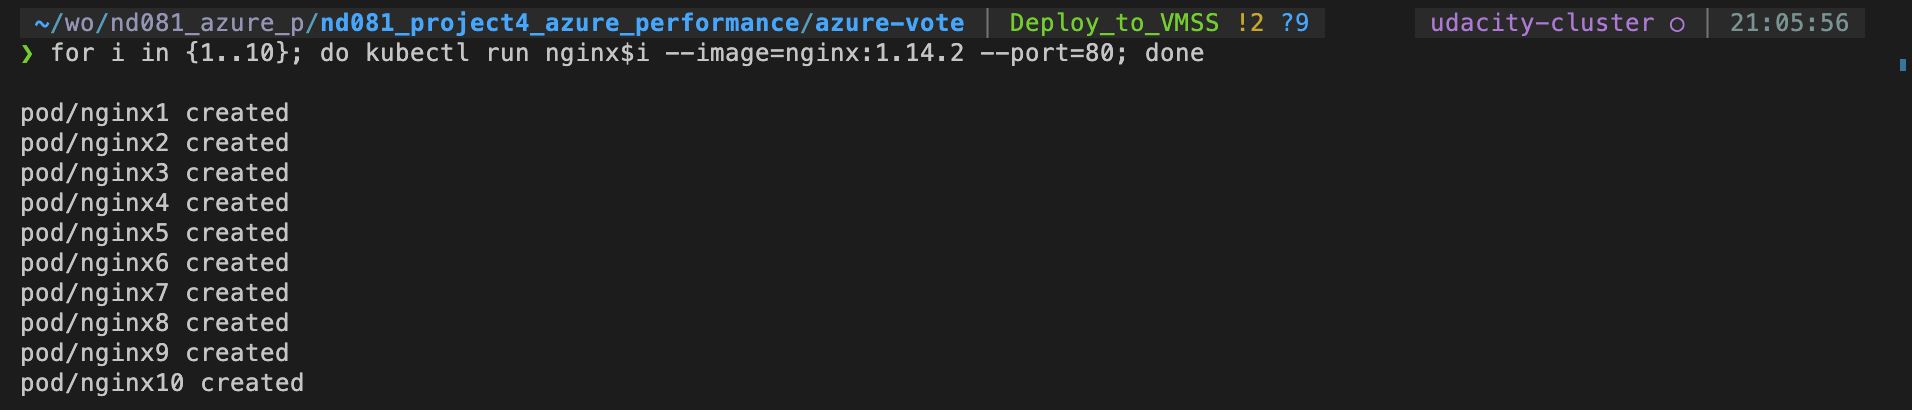 ~/wo/nd081_azure_p/nd081_project4_azure_performance/azure-vote | Deploy_to_VMSS !2 ?9 udacity-cluster ○ | 21:05:56
❯ for i in {1..10}; do kubectl run nginx$i --image=nginx:1.14.2 --port=80; done
pod/nginx1 created
pod/nginx2 created
pod/nginx3 created
pod/nginx4 created
pod/nginx5 created
pod/nginx6 created
pod/nginx7 created
pod/nginx8 created
pod/nginx9 created
pod/nginx10 created